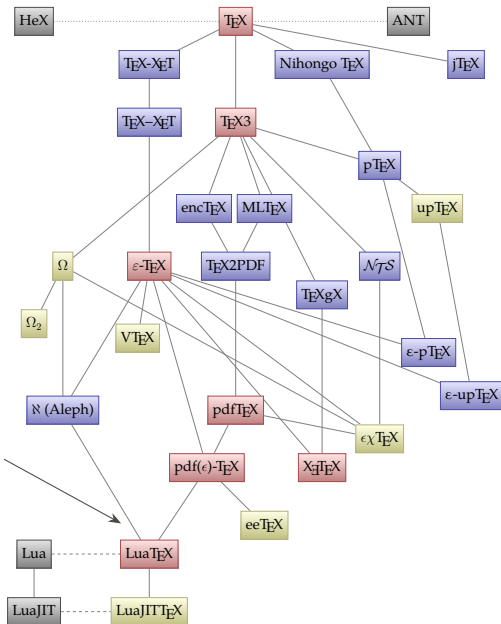 HeX TEX ANT
TEX-XET Nihongo TEX jTEX
TEX--XET TEX3
pTEX
encTEX MLTEX upTEX
Ω ε-TEX TEX2PDF 𝒩𝒯𝒮
TEXgX
Ω₂ VTEX
ε-pTEX
ℵ (Aleph) pdfTEX ε-upTEX
ϵχTEX
pdf(ϵ)-TEX XƎTEX
eeTEX
Lua LuaTEX
LuaJIT LuaJITTEX